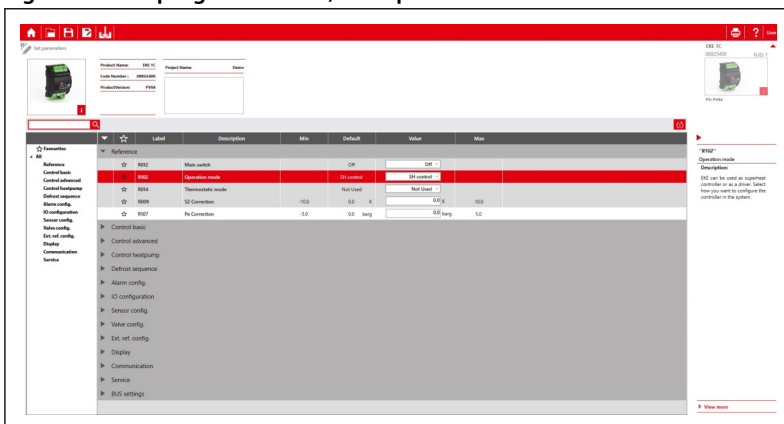 ? User
Set parameters
Product Name: EKE 1C
Code Number: 080Z5400
ProductVersion: PV04
Project Name: Demo
EKE 1C
080Z5400
PV: PV04
Label Description Min Default Value Max
Favourites
All
Reference
Control basic
Control advanced
Control heatpump
Defrost sequence
Alarm config.
IO configuration
Sensor config.
Valve config.
Ext. ref. config.
Display
Communication
Service
Reference
R012 Main switch Off Off
R102 Operation mode SH control SH control
R014 Thermostatic mode Not Used Not Used
R009 S2 Correction -10.0 0.0 K 0.0 K 10.0
R107 Pe Correction -5.0 0.0 barg 0.0 barg 5.0
Control basic
Control advanced
Control heatpump
Defrost sequence
Alarm config.
IO configuration
Sensor config.
Valve config.
Ext. ref. config.
Display
Communication
Service
BUS settings
"R102"
Operation mode
Description:
EKE can be used as superheat
controller or as a driver. Select
how you want to configure the
controller in the system.
View more